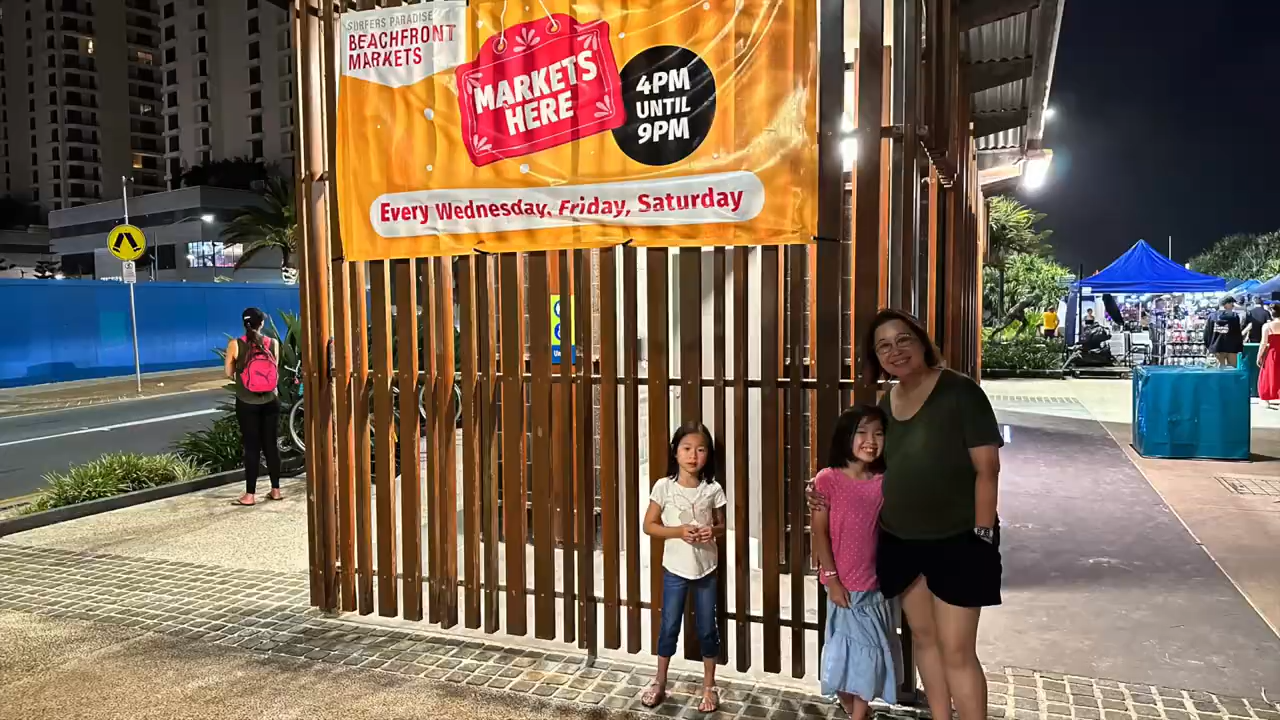 SURFERS PARADISE
BEACHFRONT
MARKETS
MARKETS
HERE
4PM
UNTIL
9PM
Every Wednesday, Friday, Saturday